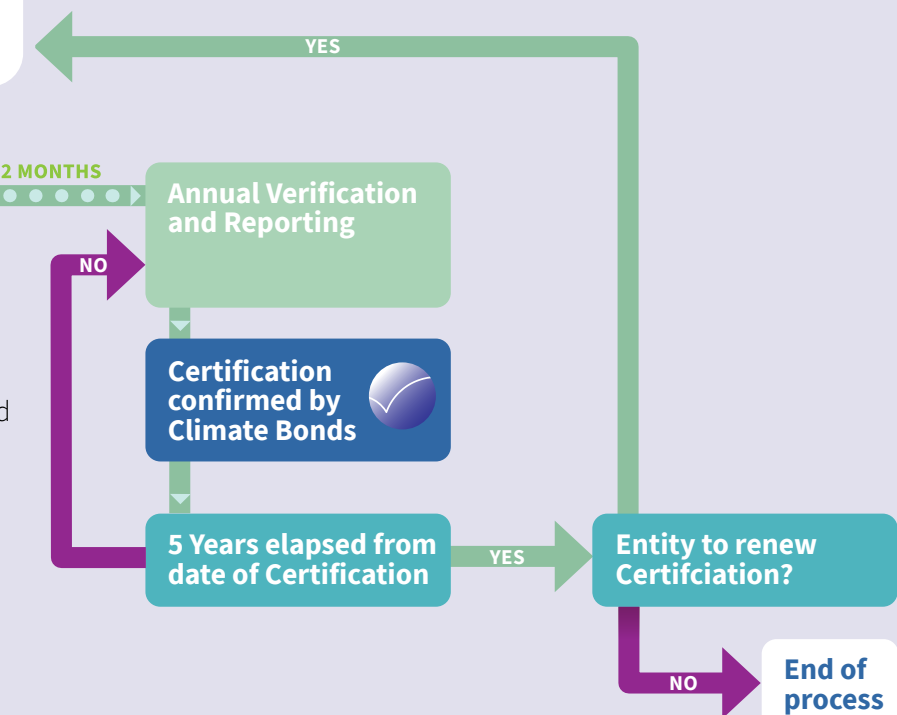 YES
2 MONTHS
Annual Verification
and Reporting
NO
Certification
confirmed by
Climate Bonds
d
5 Years elapsed from
date of Certification
YES
Entity to renew
Certifciation?
NO
End of
process